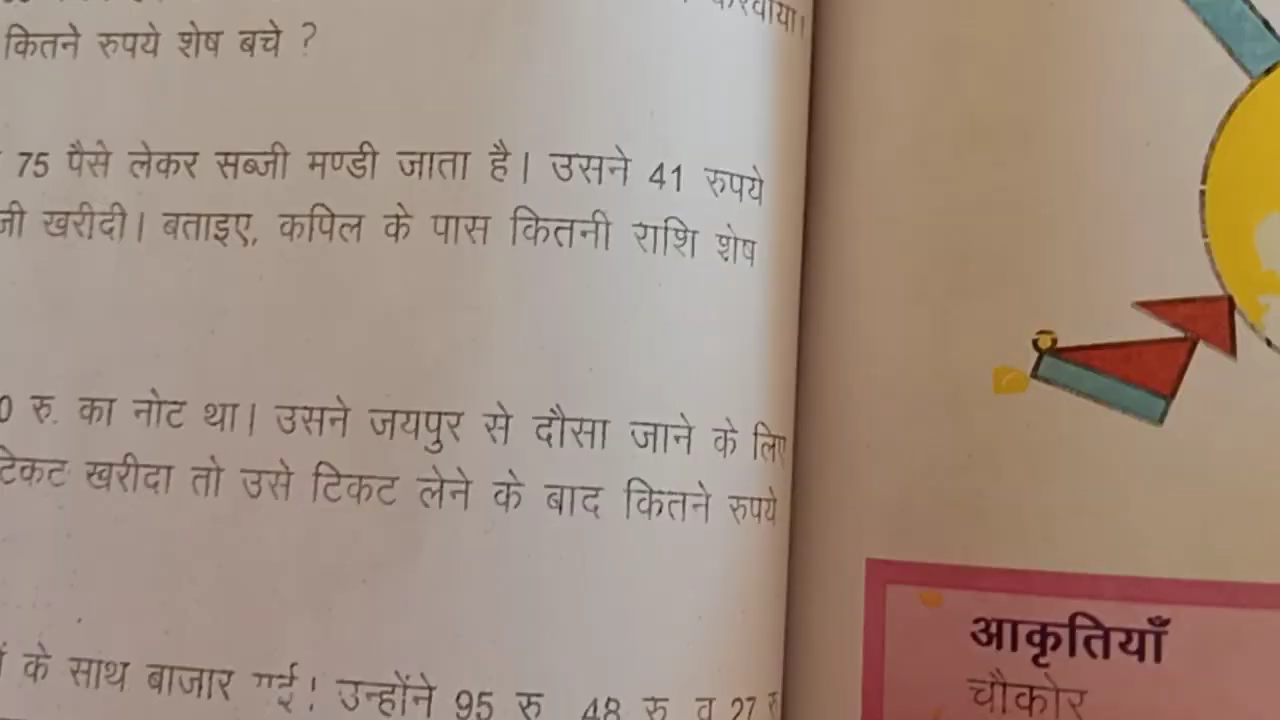 करवाया।
कितने रुपये शेष बचे ?
75 पैसे लेकर सब्जी मण्डी जाता है। उसने 41 रुपये
खरीदी। बताइए, कपिल के पास कितनी राशि शेष
रु. का नोट था। उसने जयपुर से दौसा जाने के लिए
टिकट खरीदा तो उसे टिकट लेने के बाद कितने रुपये
के साथ बाजार गई। उन्होंने 95 रु 48 रु व 27
आकृतियाँ
चौकोर